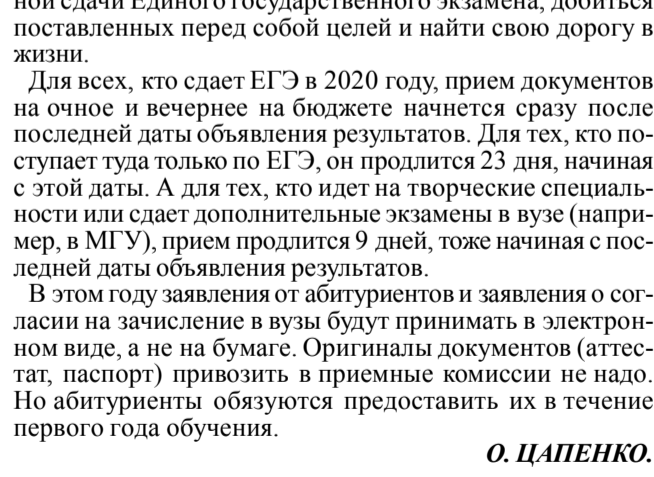 ной сдачи Единого государственного экзамена, добиться
поставленных перед собой целей и найти свою дорогу в
жизни.
Для всех, кто сдает ЕГЭ в 2020 году, прием документов
на очное и вечернее на бюджете начнется сразу после
последней даты объявления результатов. Для тех, кто по-
ступает туда только по ЕГЭ, он продлится 23 дня, начиная
с этой даты. А для тех, кто идет на творческие специаль-
ности или сдает дополнительные экзамены в вузе (напри-
мер, в МГУ), прием продлится 9 дней, тоже начиная с пос-
ледней даты объявления результатов.
В этом году заявления от абитуриентов и заявления о сог-
ласии на зачисление в вузы будут принимать в электрон-
ном виде, а не на бумаге. Оригиналы документов (аттес-
тат, паспорт) привозить в приемные комиссии не надо.
Но абитуриенты обязуются предоставить их в течение
первого года обучения.
О. ЦАПЕНКО.